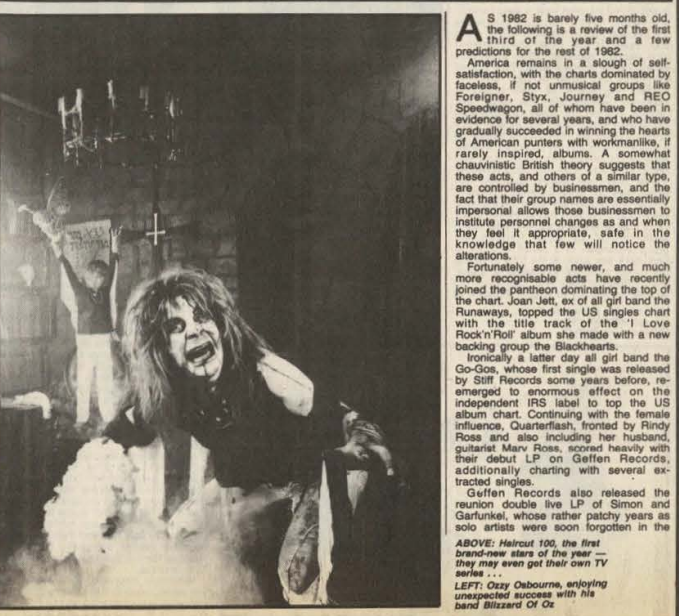 AS 1982 is barely five months old,
the following is a review of the first
third of the year and a few
predictions for the rest of 1982.
America remains in a slough of self-
satisfaction, with the charts dominated by
faceless, if not unmusical groups like
Foreigner, Styx, Journey and REO
Speedwagon, all of whom have been in
evidence for several years, and who have
gradually succeeded in winning the hearts
of American punters with workmanlike, if
rarely inspired, albums. A somewhat
chauvinistic British theory suggests that
these acts, and others of a similar type,
are controlled by businessmen, and the
fact that their group names are essentially
impersonal allows those businessmen to
institute personnel changes as and when
they feel it appropriate, safe in the
knowledge that few will notice the
alterations.
Fortunately some newer, and much
more recognisable acts have recently
joined the pantheon dominating the top of
the chart. Joan Jett, ex of all girl band the
Runaways, topped the US singles chart
with the title track of the 'I Love
Rock'n'Roll' album she made with a new
backing group the Blackhearts.
Ironically a latter day all girl band the
Go-Gos, whose first single was released
by Stiff Records some years before, re-
emerged to enormous effect on the
independent IRS label to top the US
album chart. Continuing with the female
influence, Quarterflash, fronted by Rindy
Ross and also including her husband,
guitarist Marv Ross, scored heavily with
their debut LP on Geffen Records,
additionally charting with several ex-
tracted singles.
Geffen Records also released the
reunion double live LP of Simon and
Garfunkel, whose rather patchy years as
solo artists were soon forgotten in the
ABOVE: Haircut 100, the first
brand-new stars of the year —
they may even get their own TV
series . . .
LEFT: Ozzy Osbourne, enjoying
unexpected success with his
band Blizzard Of Oz